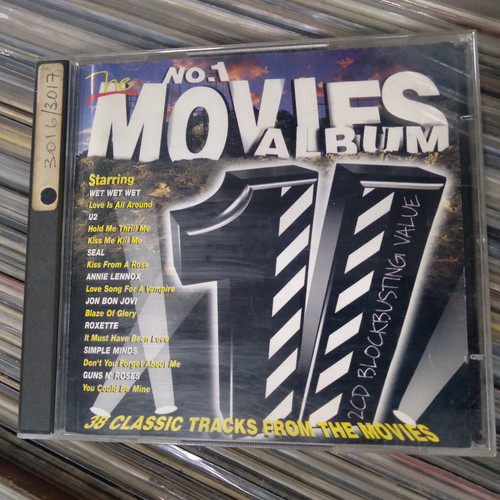 3016/3017
The
NO.1
MOVIES
ALBUM
Starring
WET WET WET
Love Is All Around
U2
Hold Me Thrill Me
Kiss Me Kill Me
SEAL
Kiss From A Rose
ANNIE LENNOX
Love Song For A Vampire
JON BON JOVI
Blaze Of Glory
ROXETTE
It Must Have Been Love
SIMPLE MINDS
Don't You Forget About Me
GUNS N' ROSES
You Could Be Mine
1
2CD BLOCKBUSTING VALUE
38 CLASSIC TRACKS FROM THE MOVIES